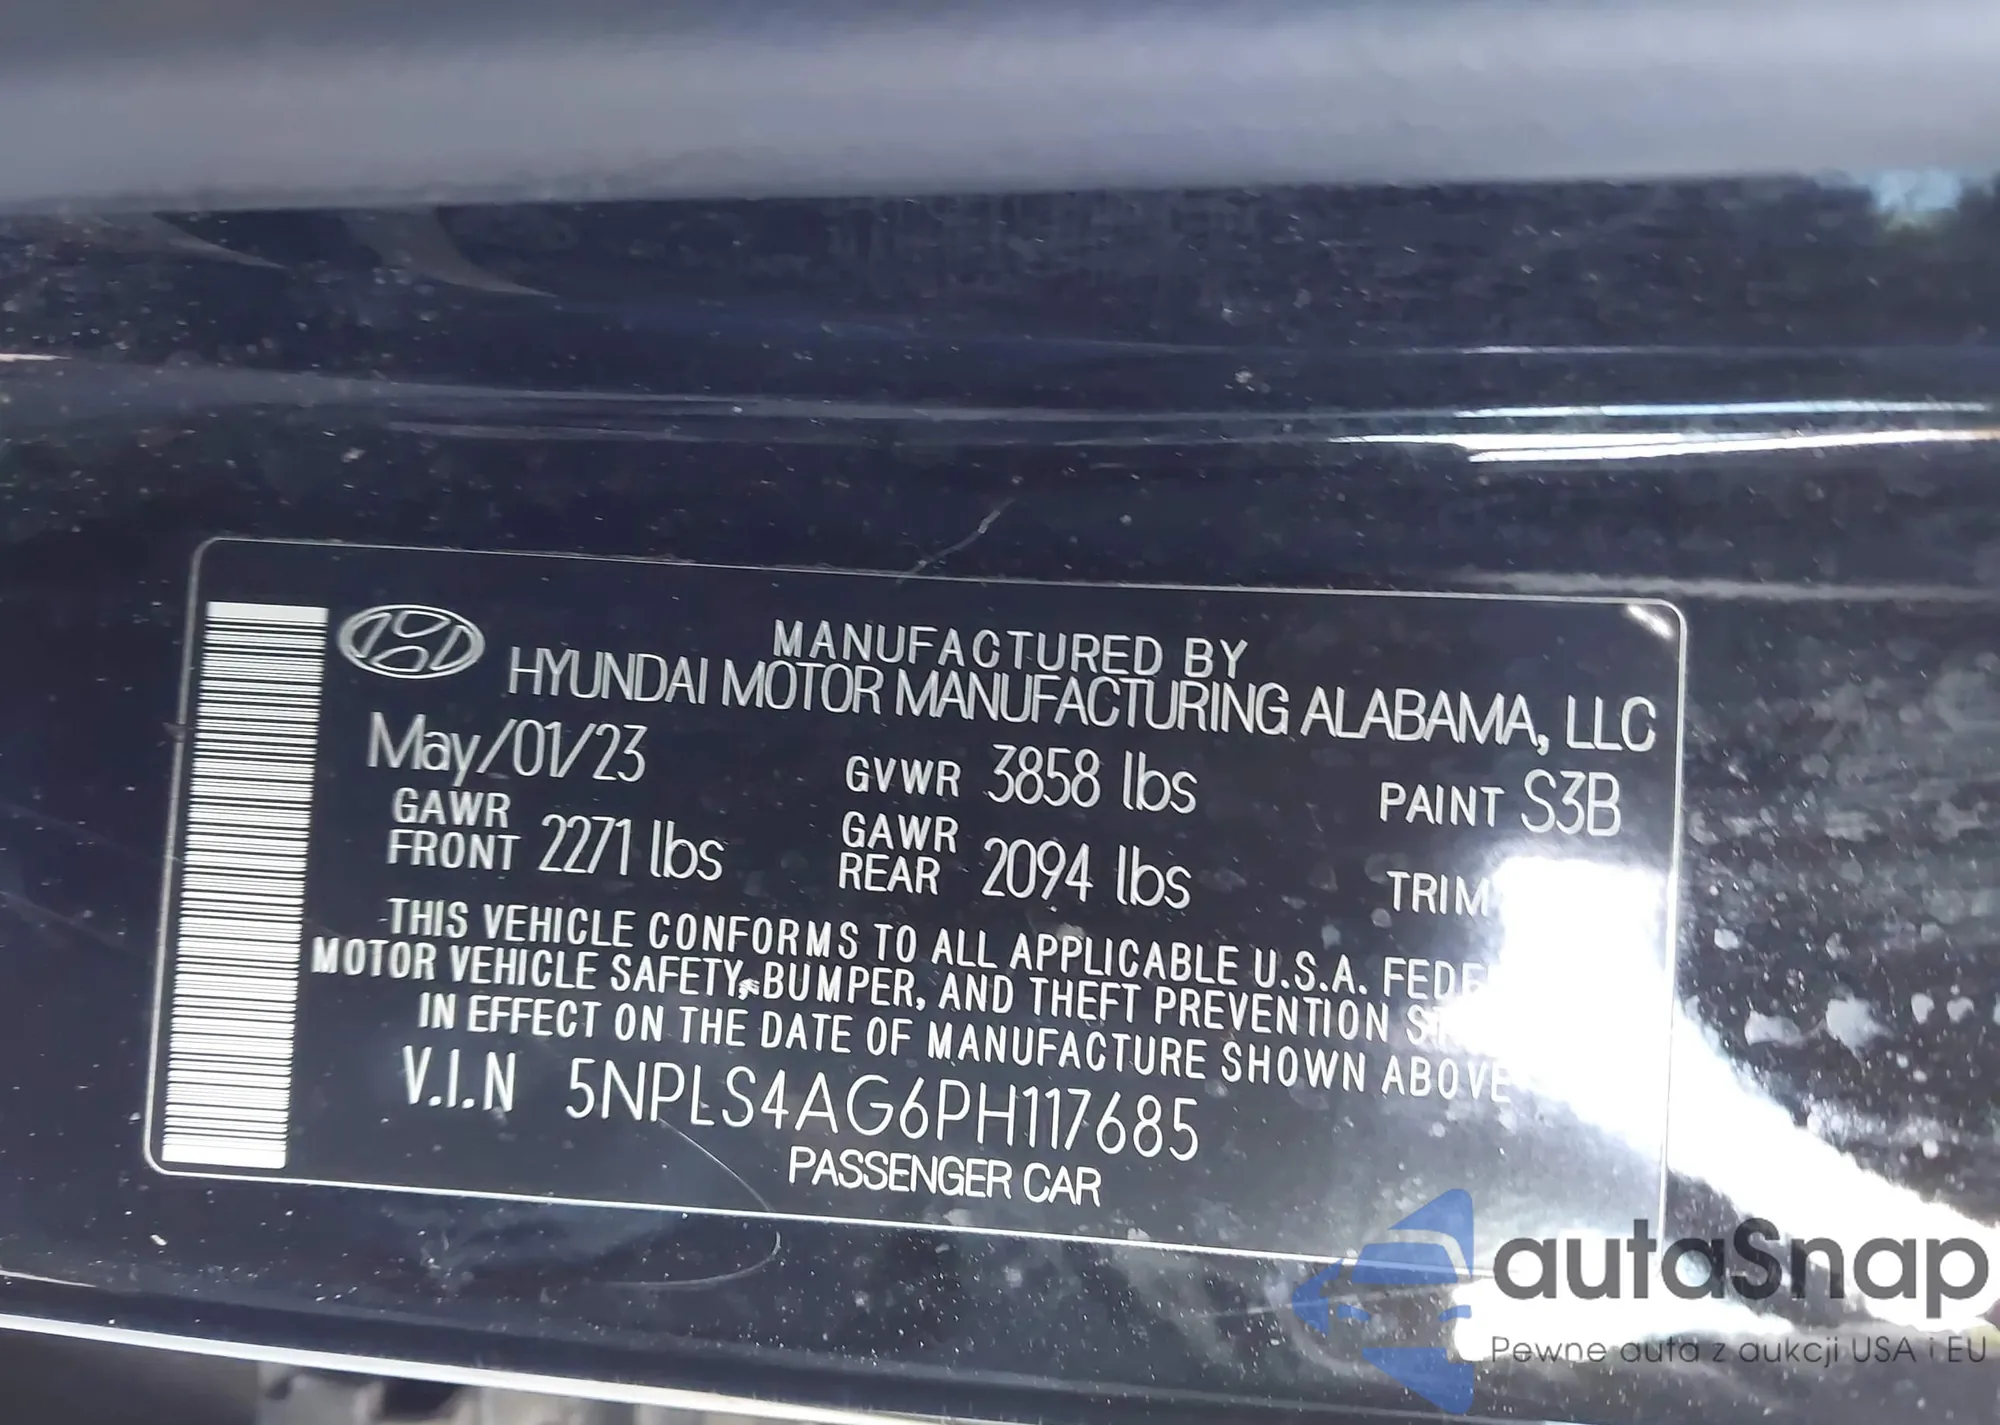 MANUFACTURED BY
HYUNDAI MOTOR MANUFACTURING ALABAMA, LLC
May/01/23 GVWR 3858 lbs PAINT S3B
GAWR FRONT 2271 lbs GAWR REAR 2094 lbs TRIM
THIS VEHICLE CONFORMS TO ALL APPLICABLE U.S.A.
MOTOR VEHICLE SAFETY, BUMPER, AND THEFT PREVENTION
IN EFFECT ON THE DATE OF MANUFACTURE SHOWN ABOVE
V.I.N 5NPLS4AG6PH117685
PASSENGER CAR
autaSnap
Pewne auta z aukcji USA i EU